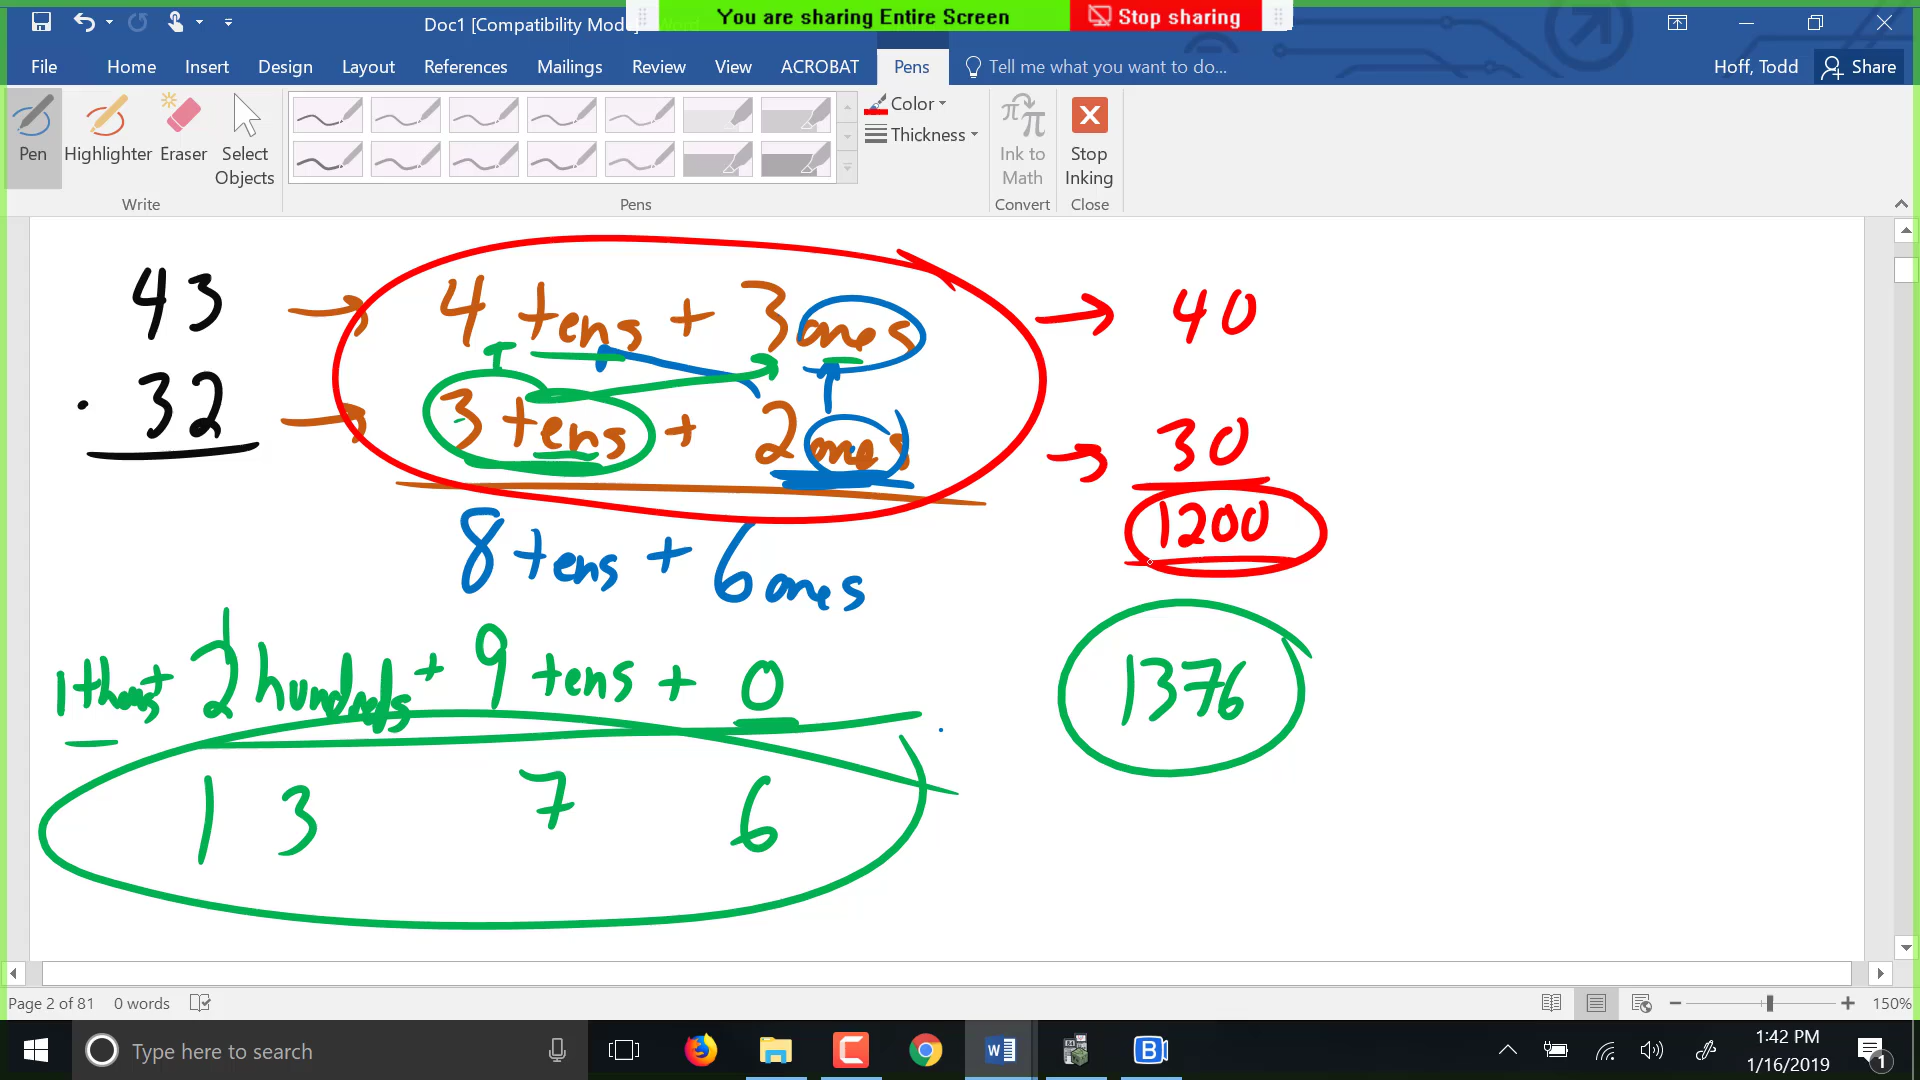 Doc1 [Compatibility Mod
You are sharing Entire Screen
Stop sharing
File Home Insert Design Layout References Mailings Review View ACROBAT Pens Tell me what you want to do... Hoff, Todd Share
Pen Highlighter Eraser Select Objects
Color
Thickness
Ink to Math
Stop Inking
Write Pens Convert Close
43 → 4 tens + 3 ones → 40
· 32 → 3 tens + 2 ones → 30
1200
8 tens + 6 ones
1 thous + 2 hundreds + 9 tens + 0
1376
1 3 7 6
Page 2 of 81 0 words 150%
Type here to search
1:42 PM
1/16/2019
1